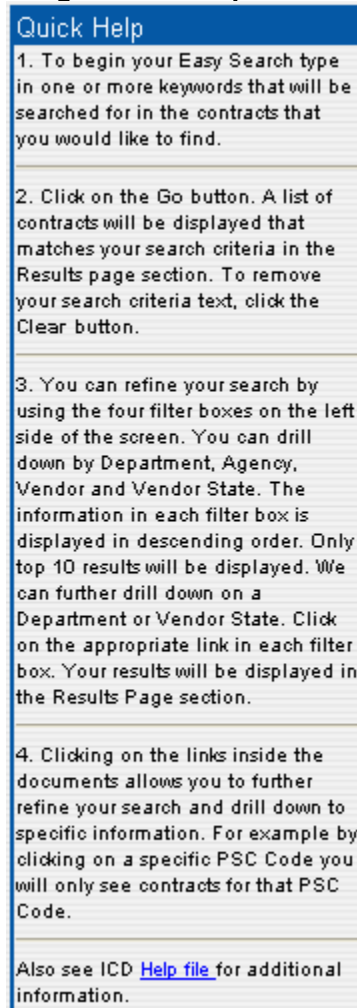 Quick Help
1. To begin your Easy Search type
in one or more keywords that will be
searched for in the contracts that
you would like to find.
2. Click on the Go button. A list of
contracts will be displayed that
matches your search criteria in the
Results page section. To remove
your search criteria text, click the
Clear button.
3. You can refine your search by
using the four filter boxes on the left
side of the screen. You can drill
down by Department, Agency,
Vendor and Vendor State. The
information in each filter box is
displayed in descending order. Only
top 10 results will be displayed. We
can further drill down on a
Department or Vendor State. Click
on the appropriate link in each filter
box. Your results will be displayed in
the Results Page section.
4. Clicking on the links inside the
documents allows you to further
refine your search and drill down to
specific information. For example by
clicking on a specific PSC Code you
will only see contracts for that PSC
Code.
Also see ICD Help file for additional
information.